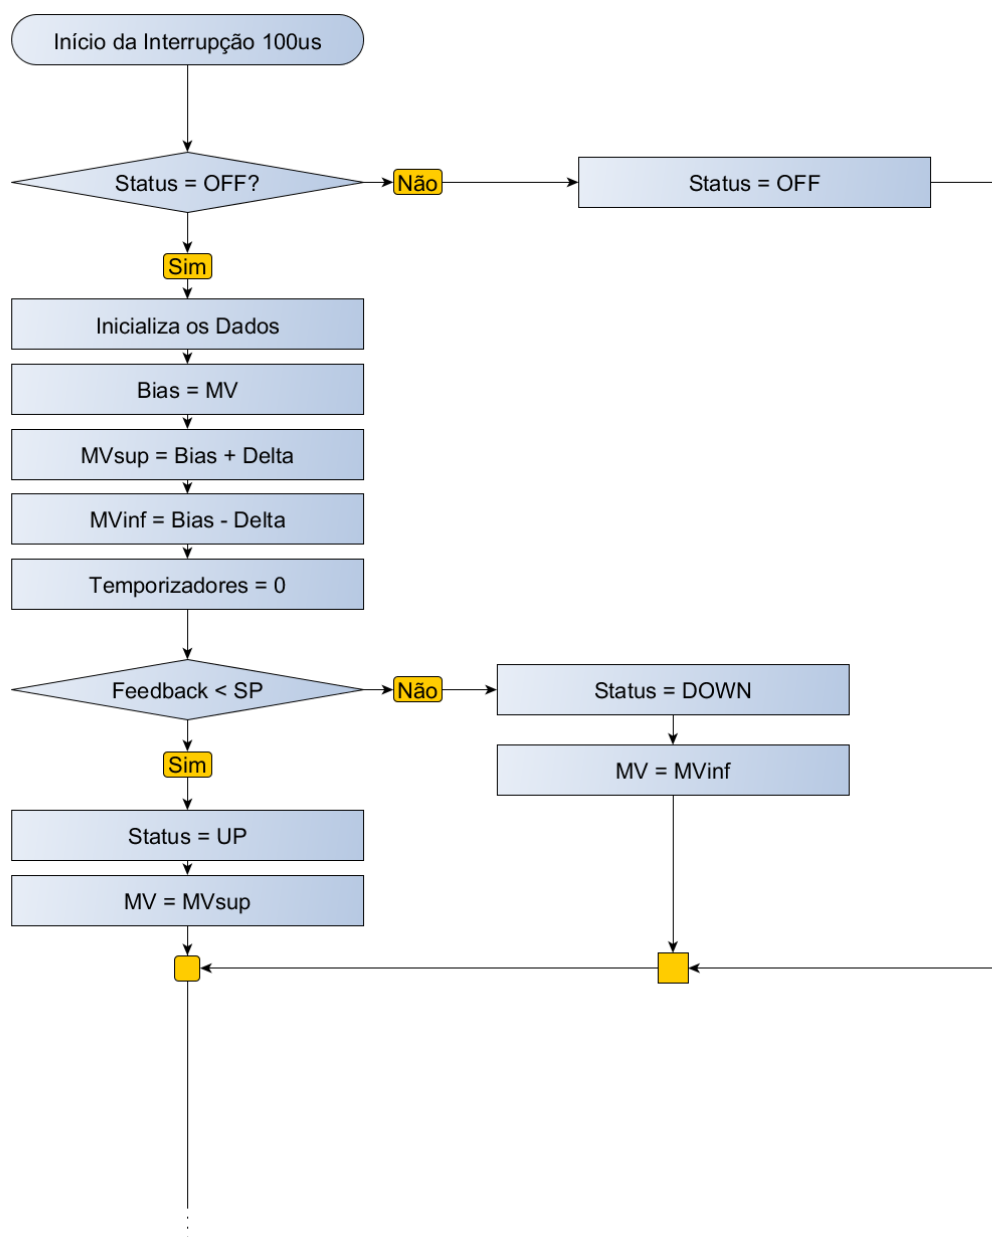 Início da Interrupção 100us
Status = OFF?
Não
Status = OFF
Sim
Inicializa os Dados
Bias = MV
MVsup = Bias + Delta
MVinf = Bias - Delta
Temporizadores = 0
Feedback < SP
Não
Status = DOWN
Sim
MV = MVinf
Status = UP
MV = MVsup